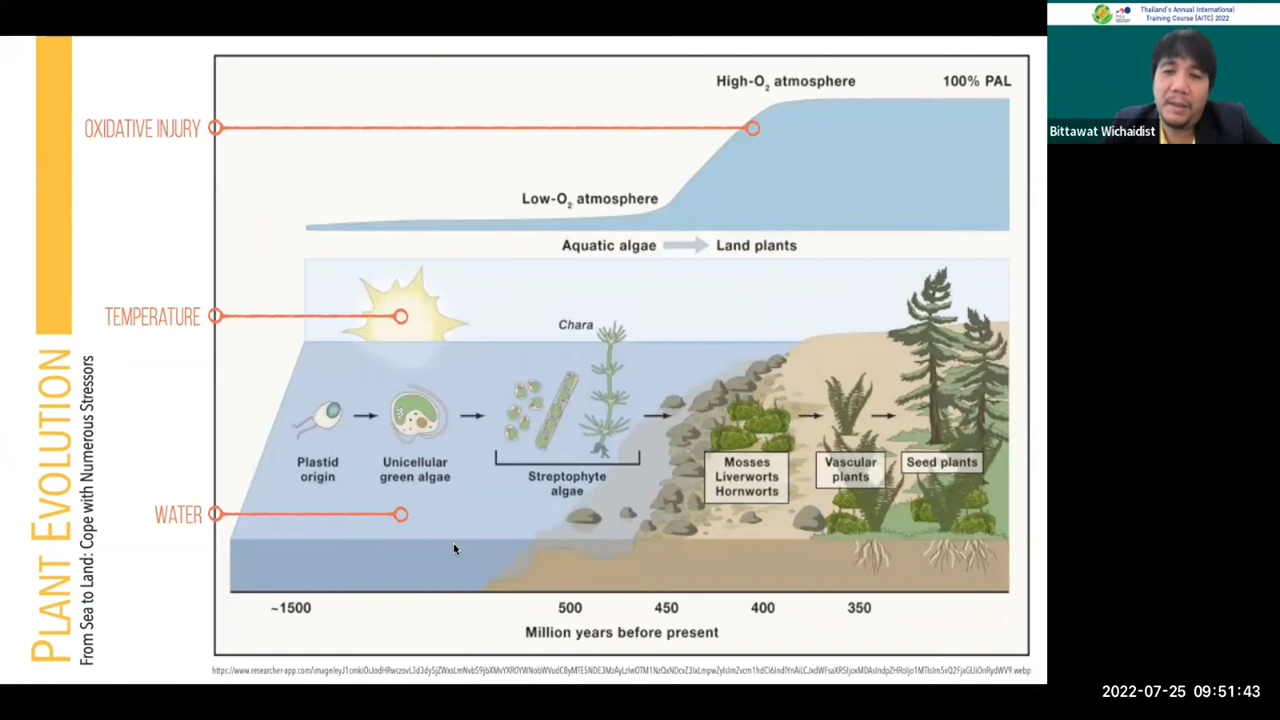 Thailand's Annual International
Training Course (AITC) 2022
Bittawat Wichaidist
PLANT EVOLUTION
From Sea to Land: Cope with Numerous Stressors
OXIDATIVE INJURY
TEMPERATURE
WATER
High-O2 atmosphere
100% PAL
Low-O2 atmosphere
Aquatic algae
Land plants
Chara
Plastid
origin
Unicellular
green algae
Streptophyte
algae
Mosses
Liverworts
Hornworts
Vascular
plants
Seed plants
~1500
500
450
400
350
Million years before present
2022-07-25 09:51:43